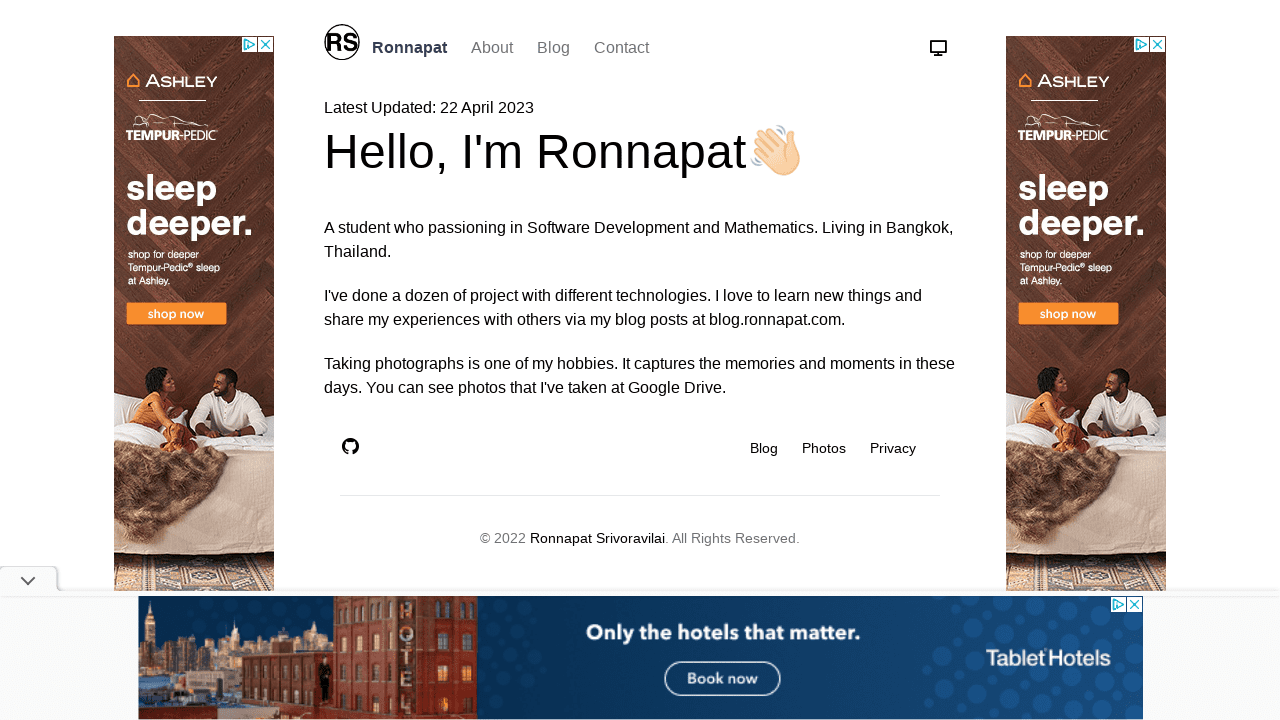 RS Ronnapat About Blog Contact
Latest Updated: 22 April 2023
Hello, I'm Ronnapat👋🏻
A student who passioning in Software Development and Mathematics. Living in Bangkok,
Thailand.
I've done a dozen of project with different technologies. I love to learn new things and
share my experiences with others via my blog posts at blog.ronnapat.com.
Taking photographs is one of my hobbies. It captures the memories and moments in these
days. You can see photos that I've taken at Google Drive.
Blog Photos Privacy
© 2022 Ronnapat Srivoravilai. All Rights Reserved.
ASHLEY
TEMPUR-PEDIC
sleep
deeper.
shop for deeper
Tempur-Pedic® sleep
at Ashley.
shop now
ASHLEY
TEMPUR-PEDIC
sleep
deeper.
shop for deeper
Tempur-Pedic® sleep
at Ashley.
shop now
HOTEL
Only the hotels that matter.
Book now
Tablet Hotels